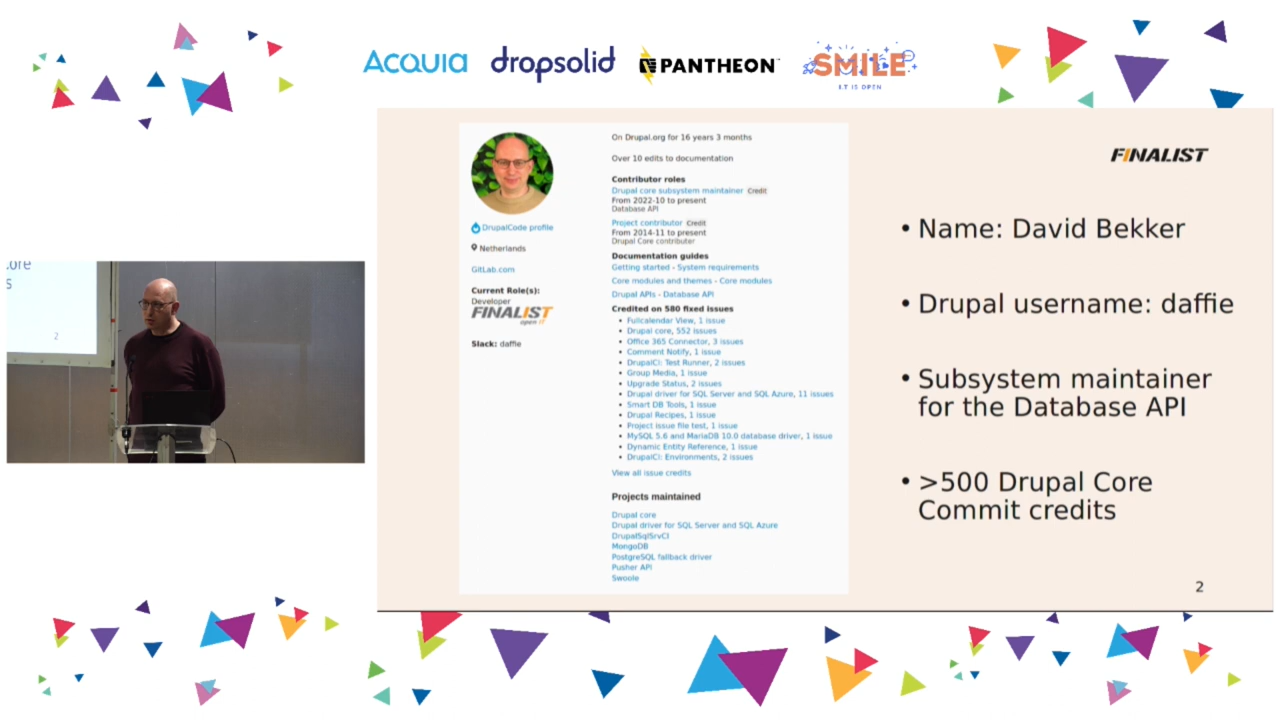 Acquia
dropsolid
PANTHEON
SMILE
I.T IS OPEN
ore
s
2
On Drupal.org for 16 years 3 months
Over 10 edits to documentation
Contributor roles
Drupal core subsystem maintainer Credit
From 2022-10 to present
Database API
Project contributor Credit
From 2014-11 to present
Drupal Core contributer
Documentation guides
Getting started - System requirements
Core modules and themes - Core modules
Drupal APIs - Database API
Credited on 580 fixed issues
• Fullcalendar View, 1 issue
• Drupal core, 552 issues
• Office 365 Connector, 3 issues
• Comment Notify, 1 issue
• DrupalCI: Test Runner, 2 issues
• Group Media, 1 issue
• Upgrade Status, 2 issues
• Drupal driver for SQL Server and SQL Azure, 11 issues
• Smart DB Tools, 1 issue
• Drupal Recipes, 1 issue
• Project issue file test, 1 issue
• MySQL 5.6 and MariaDB 10.0 database driver, 1 issue
• Dynamic Entity Reference, 1 issue
• DrupalCI: Environments, 2 issues
View all issue credits
Projects maintained
Drupal core
Drupal driver for SQL Server and SQL Azure
DrupalSqlSrvCI
MongoDB
PostgreSQL fallback driver
Pusher API
Swoole
DrupalCode profile
Netherlands
GitLab.com
Current Role(s):
Developer
FINALIST
open IT
Slack: daffie
FINALIST
• Name: David Bekker
• Drupal username: daffie
• Subsystem maintainer
for the Database API
• >500 Drupal Core
Commit credits
2